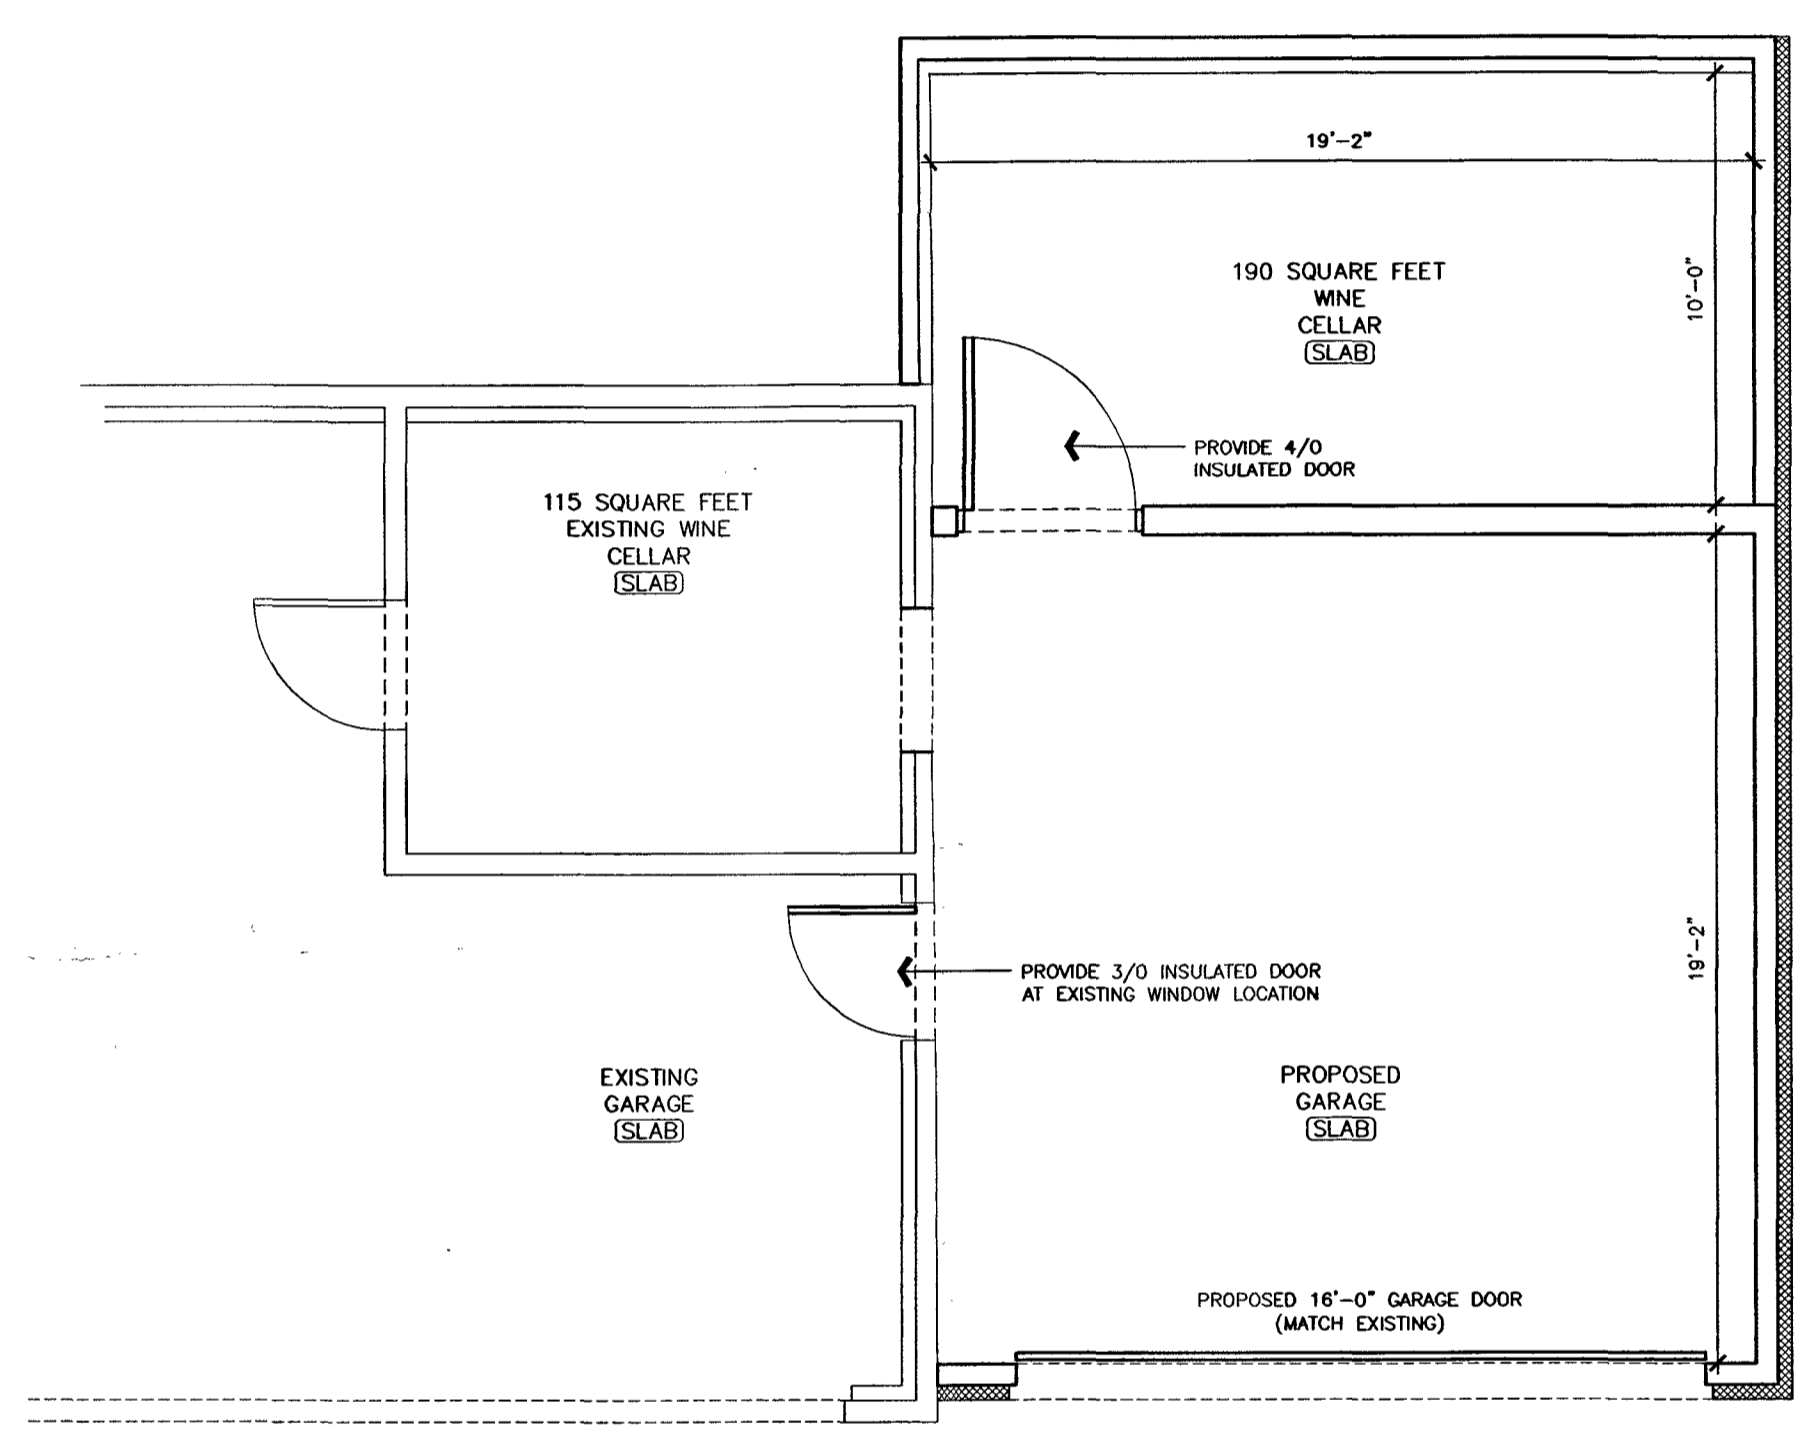 19'-2"
190 SQUARE FEET
WINE
CELLAR
SLAB
10'-0"
PROVIDE 4/0
INSULATED DOOR
115 SQUARE FEET
EXISTING WINE
CELLAR
SLAB
PROVIDE 3/0 INSULATED DOOR
AT EXISTING WINDOW LOCATION
19'-2"
EXISTING
GARAGE
SLAB
PROPOSED
GARAGE
SLAB
PROPOSED 16'-0" GARAGE DOOR
(MATCH EXISTING)